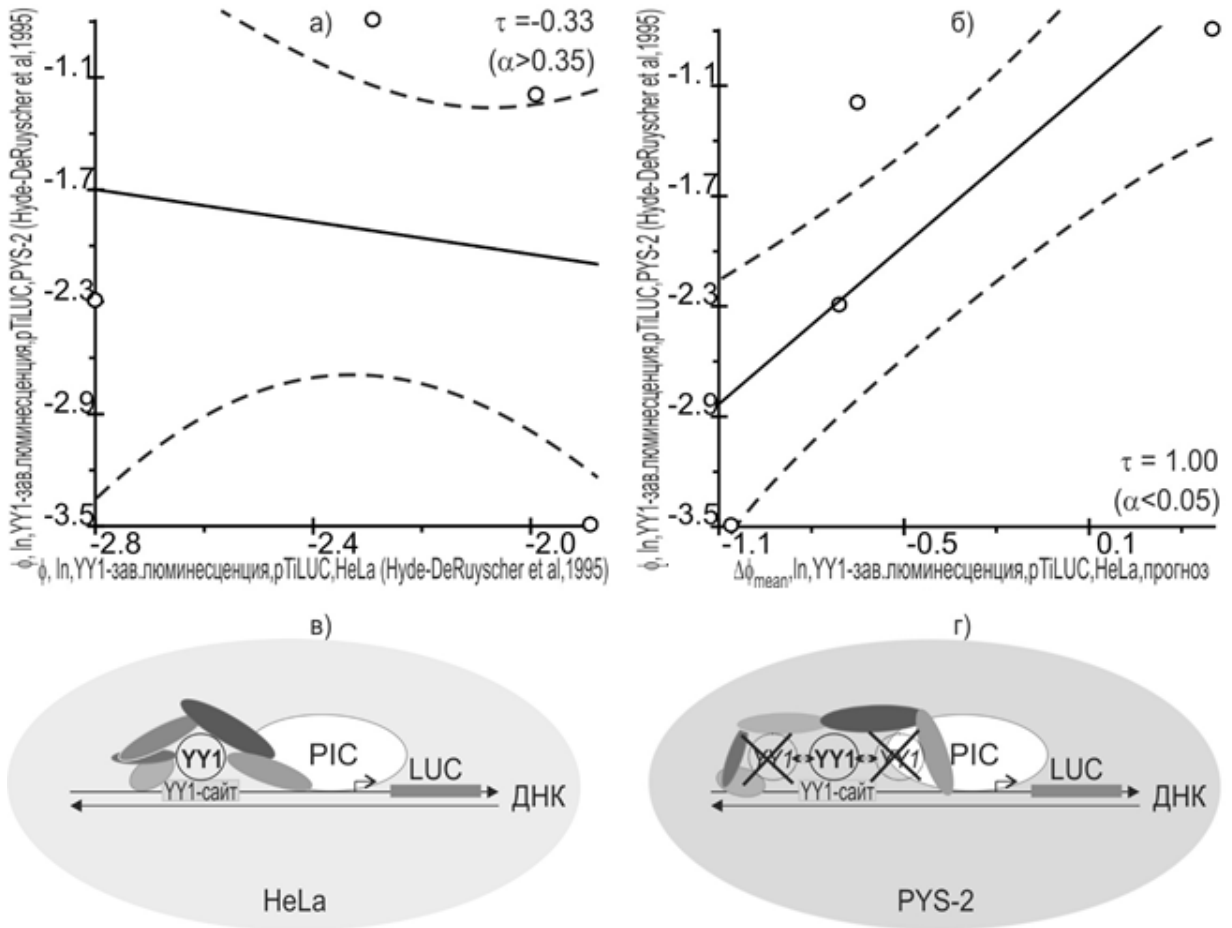 а)
τ =-0.33
(α>0.35)
-1.1
-1.7
-2.3
-2.9
-3.5
-2.8
-2.4
-2.0
ϕ, ln,YY1-зав.люминесценция,pTiLUC,PYS-2 (Hyde-DeRuyscher et al,1995)
ϕ, ln,YY1-зав.люминесценция,pTiLUC,HeLa (Hyde-DeRuyscher et al,1995)
б)
-1.1
-1.7
-2.3
-2.9
-3.5
τ = 1.00
(α<0.05)
-1.1
-0.5
0.1
ϕ, ln,YY1-зав.люминесценция,pTiLUC,PYS-2 (Hyde-DeRuyscher et al,1995)
Δϕmean,ln,YY1-зав.люминесценция,pTiLUC,HeLa,прогноз
в)
YY1
PIC
LUC
YY1-сайт
ДНК
HeLa
г)
YY1
YY1
YY1
PIC
LUC
YY1-сайт
ДНК
PYS-2